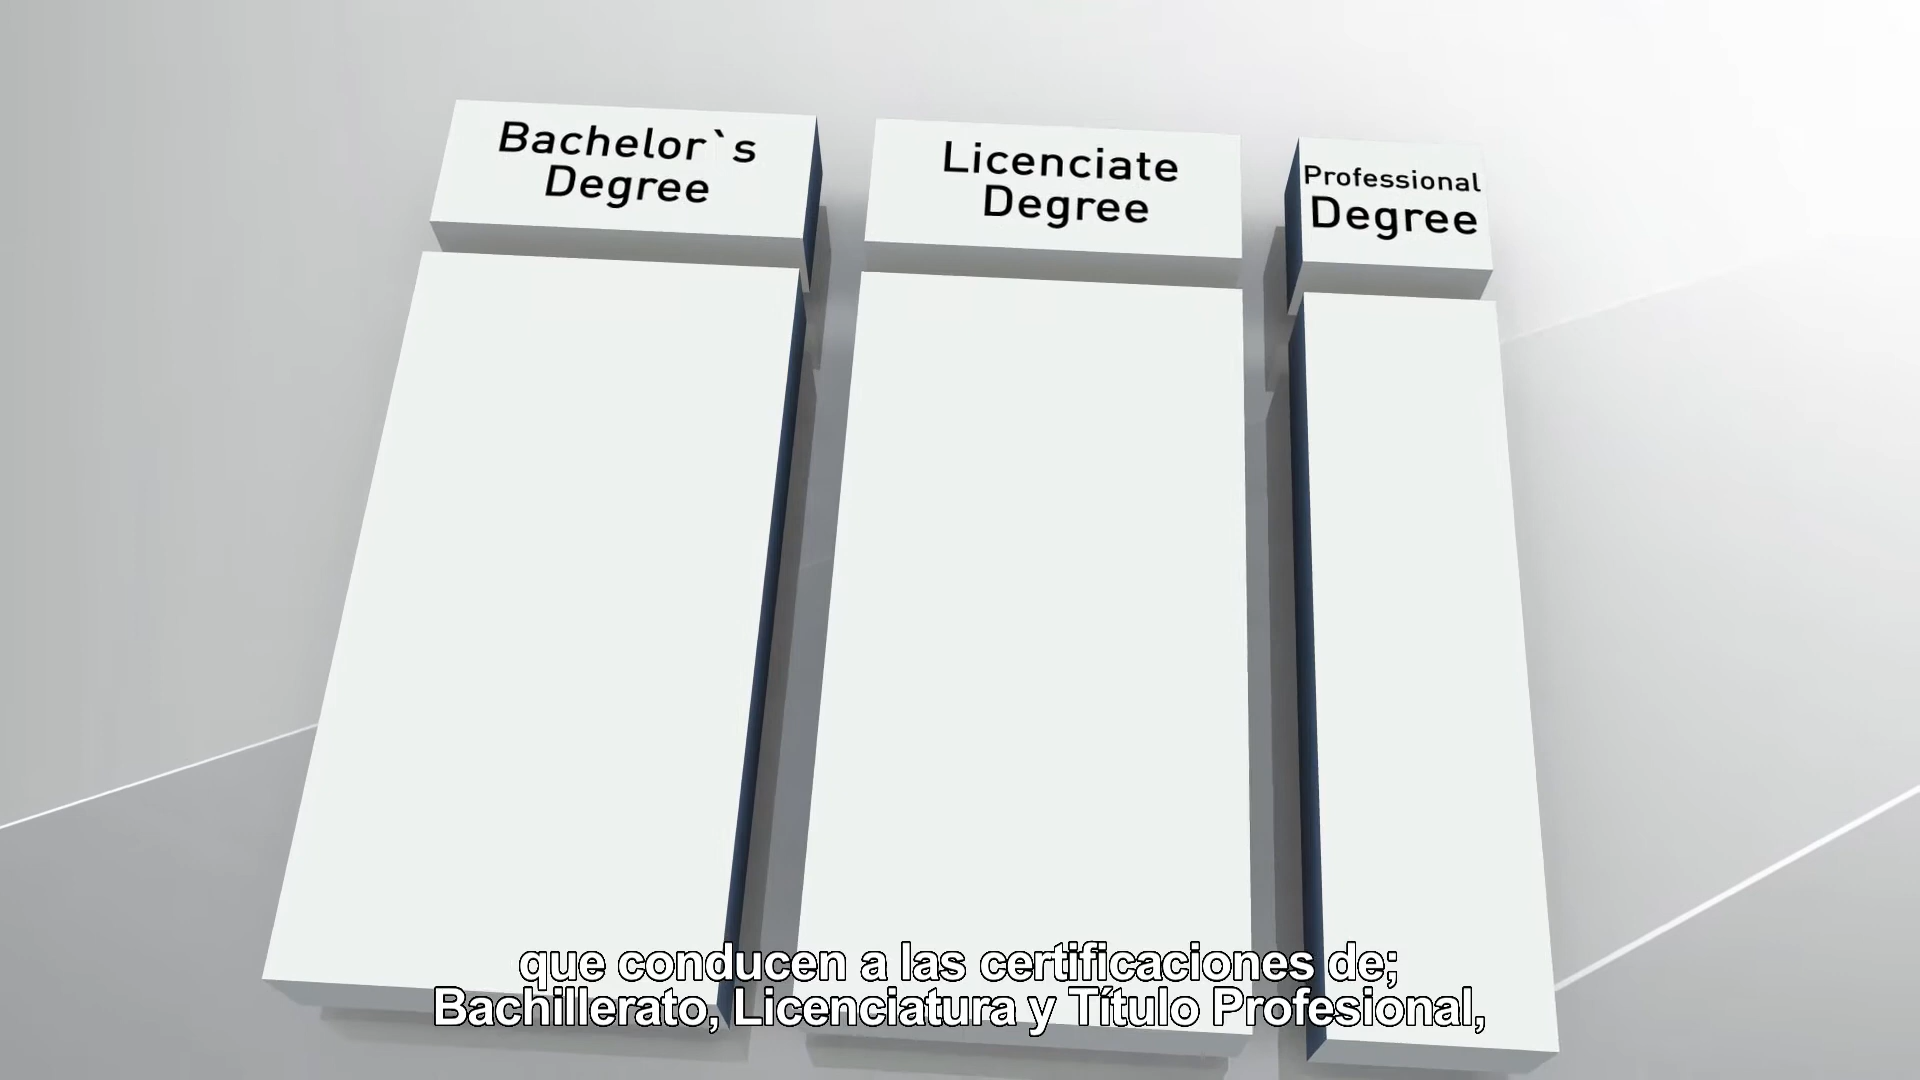 Bachelor`s
Degree
Licenciate
Degree
Professional
Degree
que conducen a las certificaciones de;
Bachillerato, Licenciatura y Título Profesional,